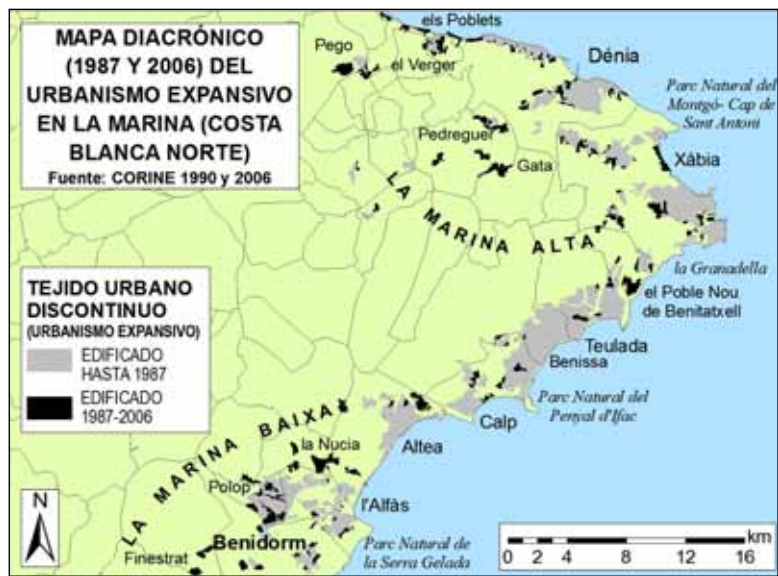 MAPA DIACRÓNICO
(1987 Y 2006) DEL
URBANISMO EXPANSIVO
EN LA MARINA (COSTA
BLANCA NORTE)
Fuente: CORINE 1990 y 2006
els Poblets
Pego
el Verger
Dénia
Parc Natural del
Montgó- Cap de
Sant Antoni
Pedreguer
Gata
Xàbia
LA MARINA ALTA
la Granadella
el Poble Nou
de Benitatxell
Teulada
Benissa
Parc Natural del
Penyal d'Ifac
Calp
TEJIDO URBANO
DISCONTINUO
(URBANISMO EXPANSIVO)
EDIFICADO
HASTA 1987
EDIFICADO
1987-2006
LA MARINA BAIXA
Altea
la Nucia
Polop
l'Alfàs
Benidorm
Finestrat
Parc Natural de
la Serra Gelada
N
km
0 2 4 8 12 16